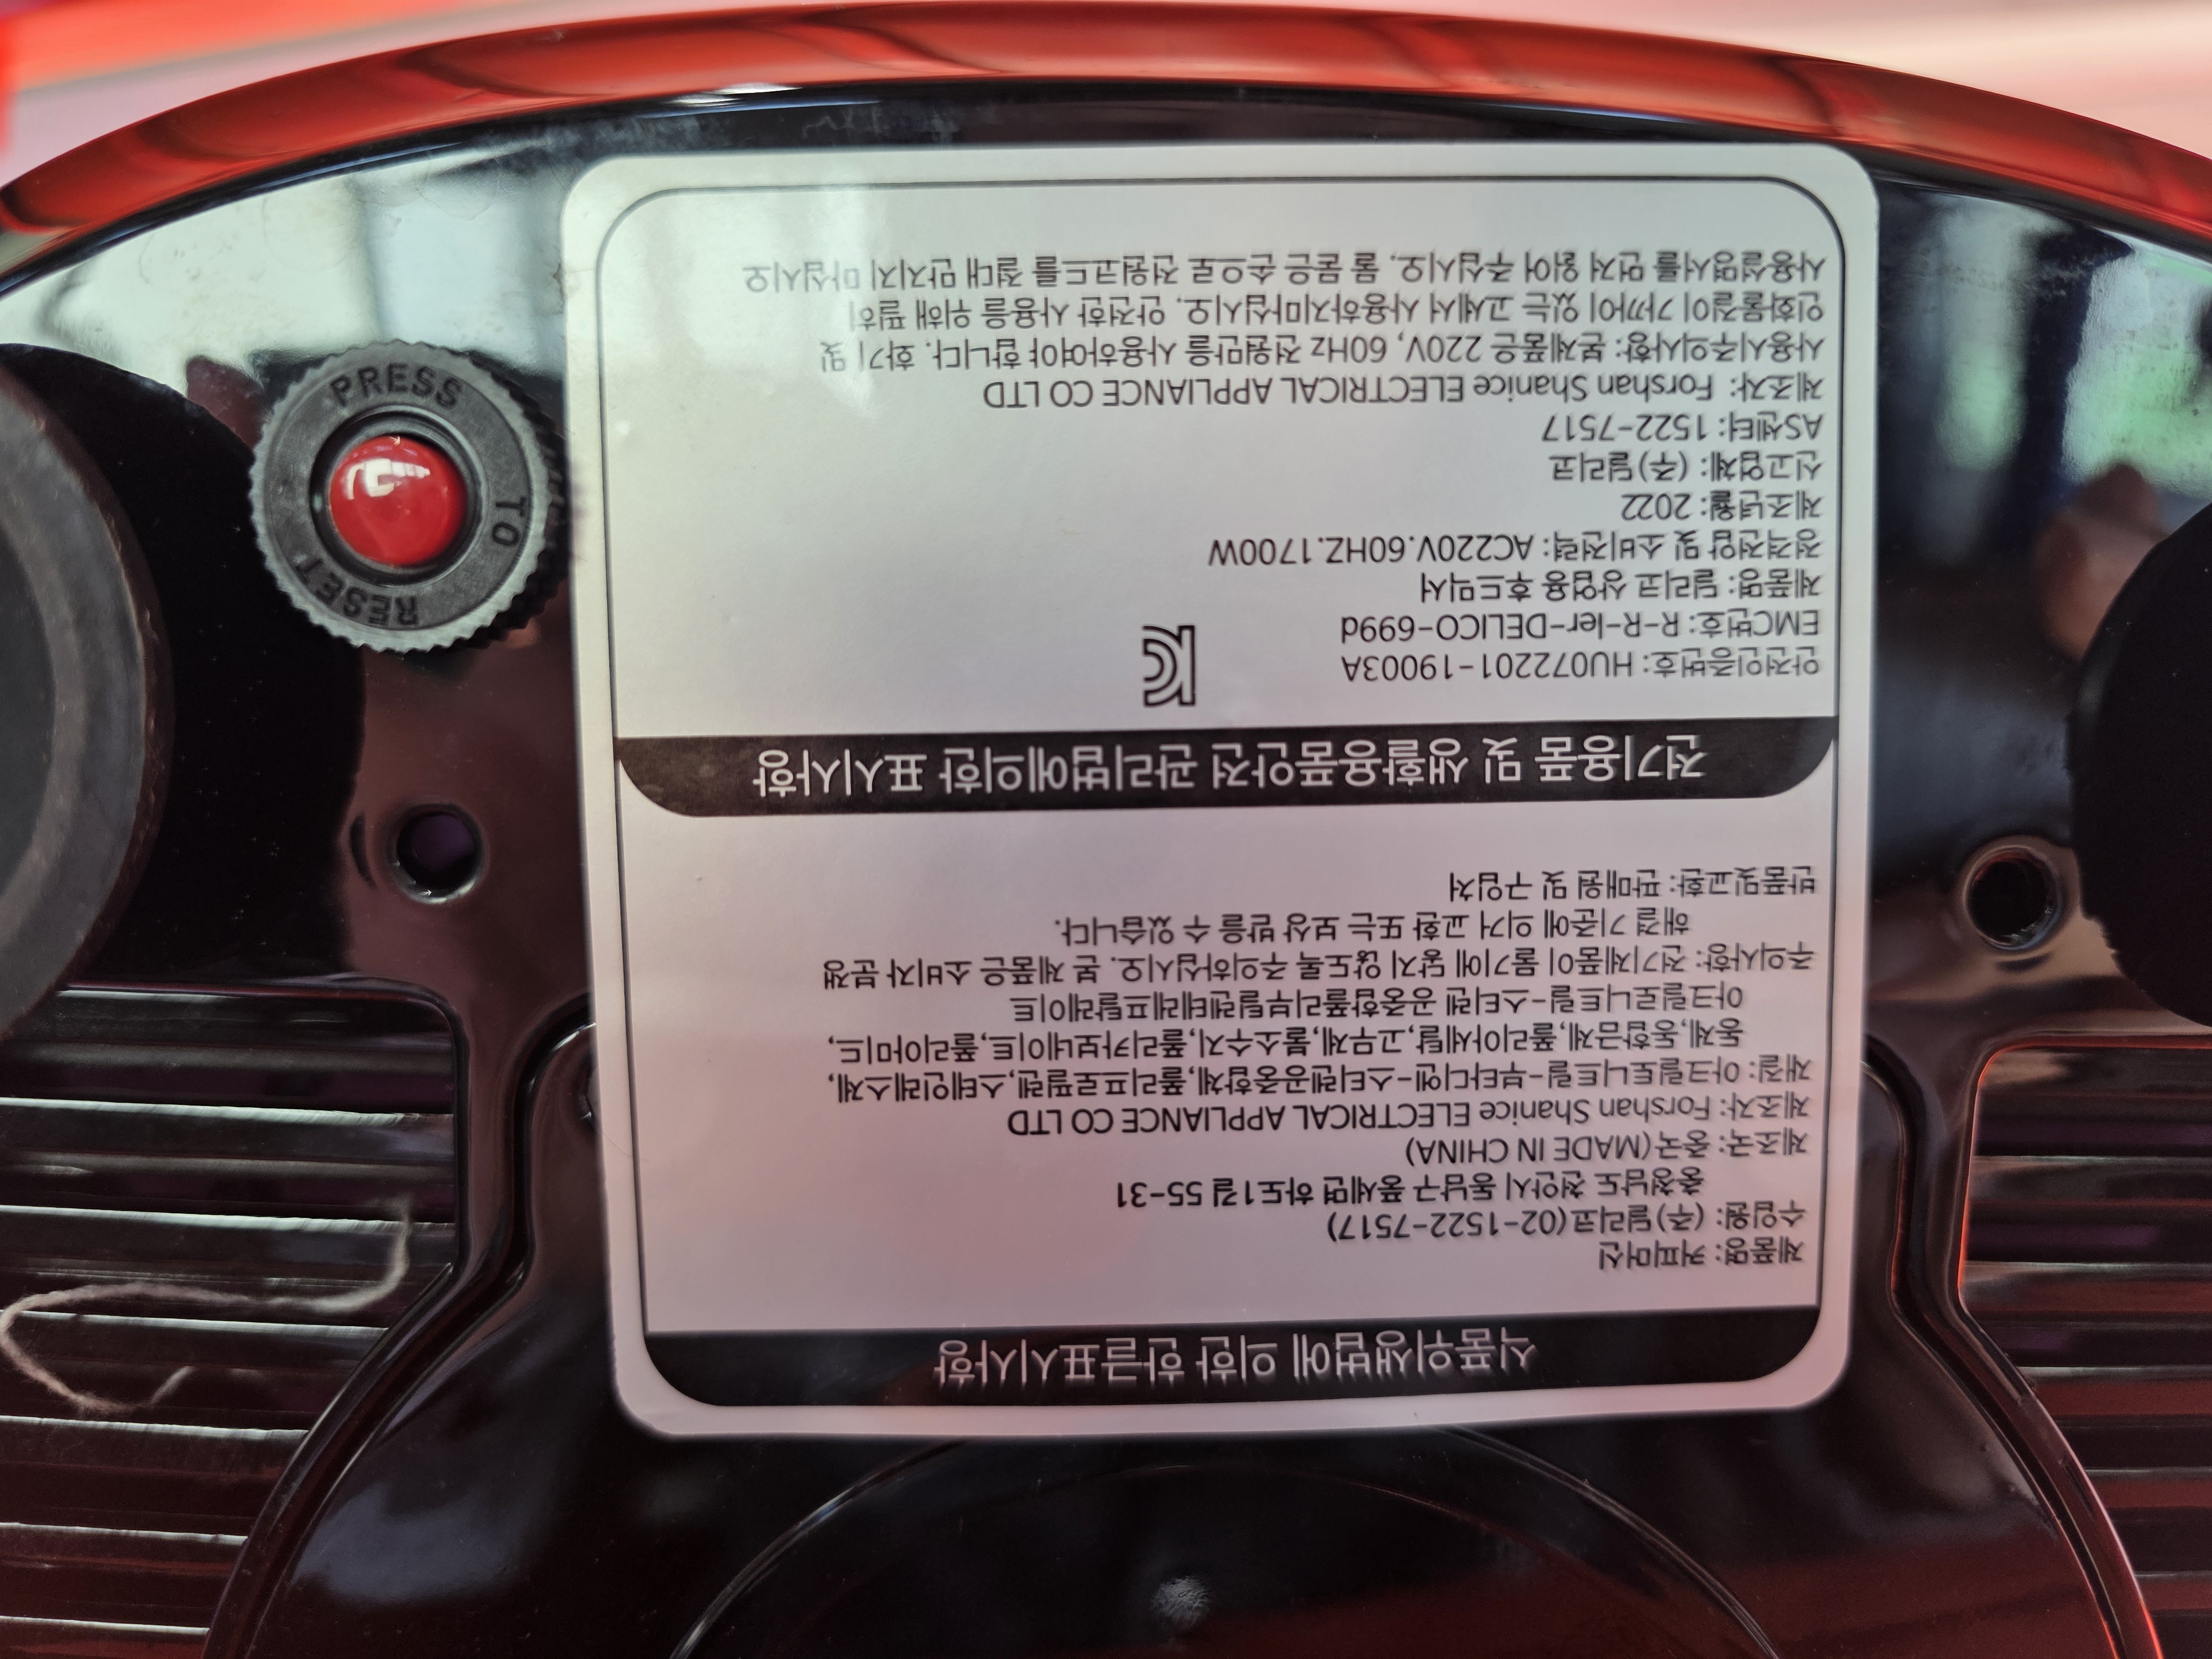 식품위생법에 의한 한글표시사항
제품명: 커피머신
수입원: (주)딜리코(02-1522-7517)
충청남도 천안시 동남구 풍세면 하도1길 55-31
제조국: 중국(MADE IN CHINA)
제조자: Forshan Shanice ELECTRICAL APPLIANCE CO LTD
재질: 아크릴로니트릴-부타디엔-스티렌공중합체,폴리프로필렌,스테인레스제,
동제,동합금제,폴리아세탈,고무제,불소수지,폴리카보네이트,폴리아미드,
아크릴로니트릴-스티렌 공중합폴리부틸렌테레프탈레이트
주의사항: 전기제품이 물기에 닿지 않도록 주의하십시오. 본 제품은 소비자 분쟁
해결 기준에 의거 교환 또는 보상 받을 수 있습니다.
반품및교환: 판매원 및 구입처
전기용품 및 생활용품안전 관리법에의한 표시사항
안전인증번호: HU072201-19003A
EMC번호: R-R-ler-DELICO-699d
제품명: 딜리코 상업용 후드믹서
정격전압 및 소비전력: AC220V.60HZ.1700W
제조년월: 2022
신고업체: (주)딜리코
AS센터: 1522-7517
제조자: Forshan Shanice ELECTRICAL APPLIANCE CO LTD
사용시주의사항: 본제품은 220V, 60Hz 전원만을 사용하여야 합니다. 화기 및
인화물질이 가까이 있는 고세서 사용하지마십시오. 안전한 사용을 위해 필히
사용설명서를 먼저 읽어 주십시오. 물 묻은 손으로 전원코드를 절대 만지지 마십시오
PRESS TO RESET